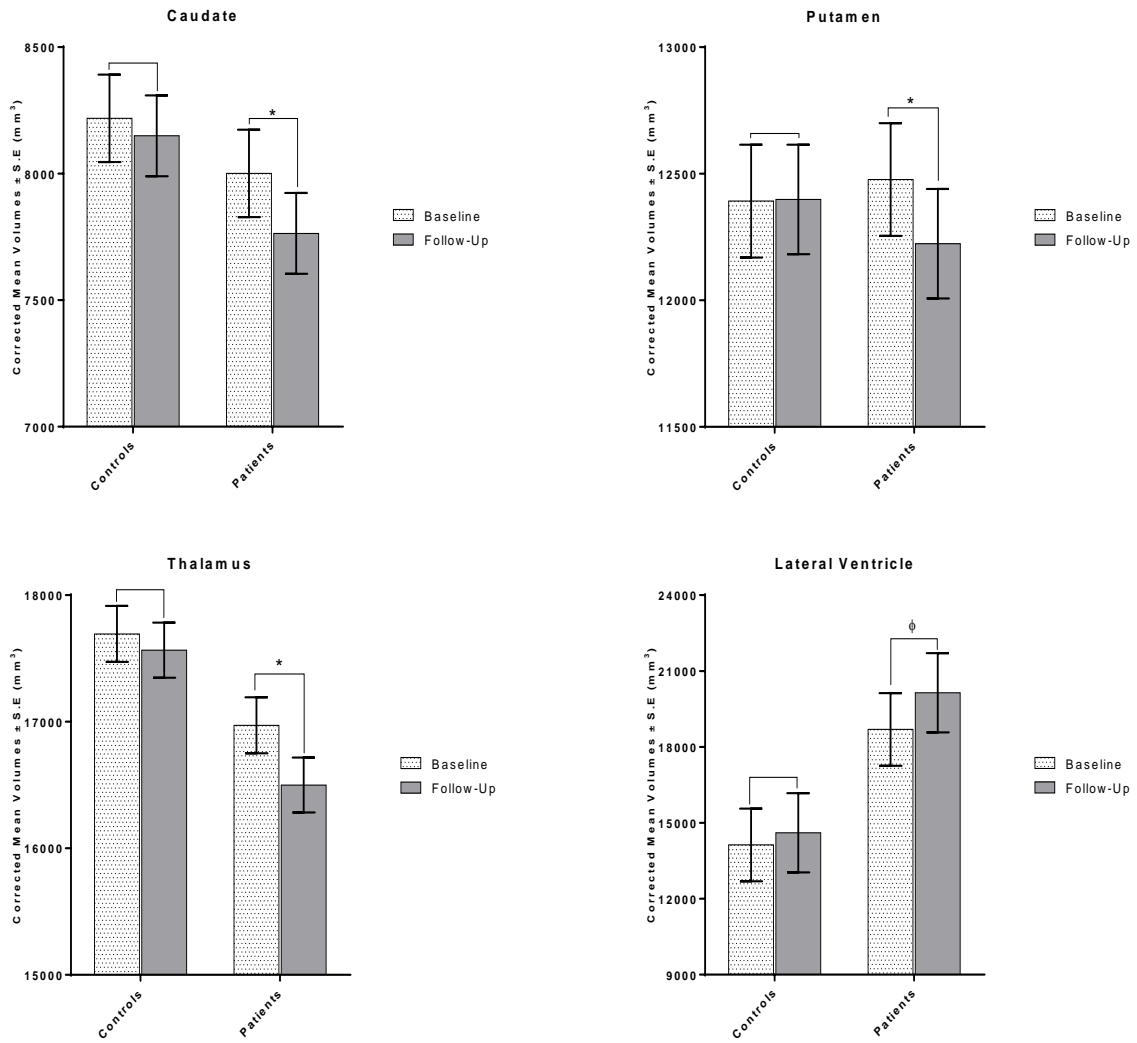 Caudate
Corrected Mean Volumes ± S.E (mm³)
8500
8000
7500
7000
*
Controls
Patients
Baseline
Follow-Up
Putamen
Corrected Mean Volumes ± S.E (mm³)
13000
12500
12000
11500
*
Controls
Patients
Baseline
Follow-Up
Thalamus
Corrected Mean Volumes ± S.E (mm³)
18000
17000
16000
15000
*
Controls
Patients
Baseline
Follow-Up
Lateral Ventricle
Corrected Mean Volumes ± S.E (mm³)
24000
21000
18000
15000
12000
9000
ϕ
Controls
Patients
Baseline
Follow-Up